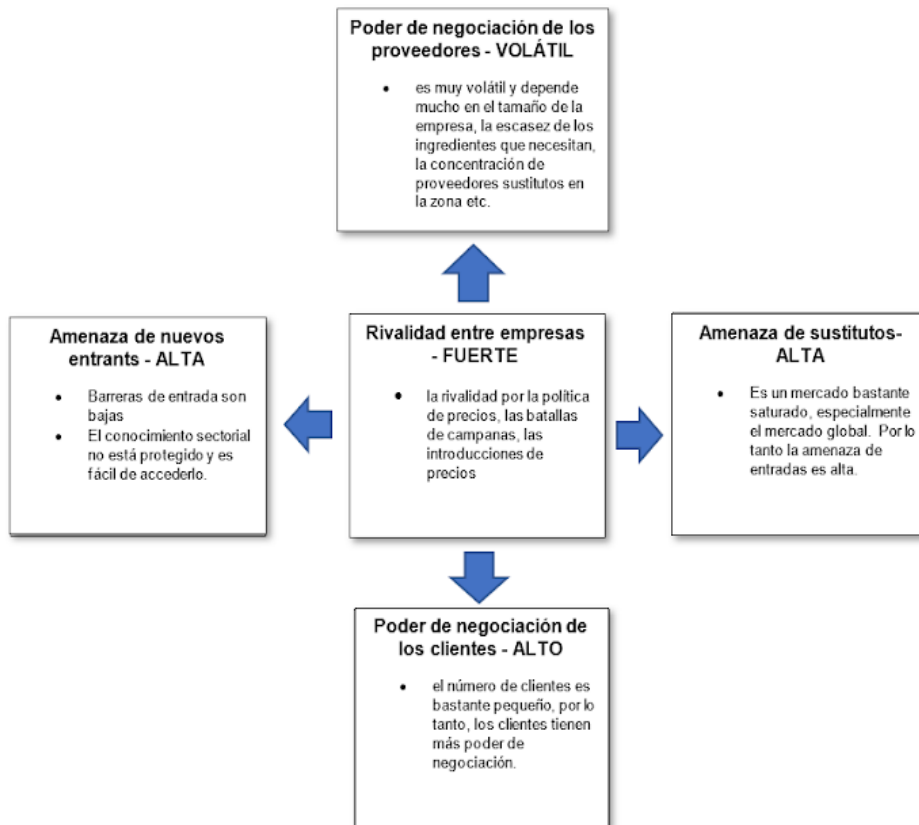 Poder de negociación de los
proveedores - VOLÁTIL
• es muy volátil y depende
mucho en el tamaño de la
empresa, la escasez de los
ingredientes que necesitan,
la concentración de
proveedores sustitutos en
la zona etc.
Amenaza de nuevos
entrants - ALTA
• Barreras de entrada son
bajas
• El conocimiento sectorial
no está protegido y es
fácil de accederlo.
Rivalidad entre empresas
- FUERTE
• la rivalidad por la política
de precios, las batallas
de campanas, las
introducciones de
precios
Amenaza de sustitutos-
ALTA
• Es un mercado bastante
saturado, especialmente
el mercado global. Por lo
tanto la amenaza de
entradas es alta.
Poder de negociación de
los clientes - ALTO
• el número de clientes es
bastante pequeño, por lo
tanto, los clientes tienen
más poder de
negociación.